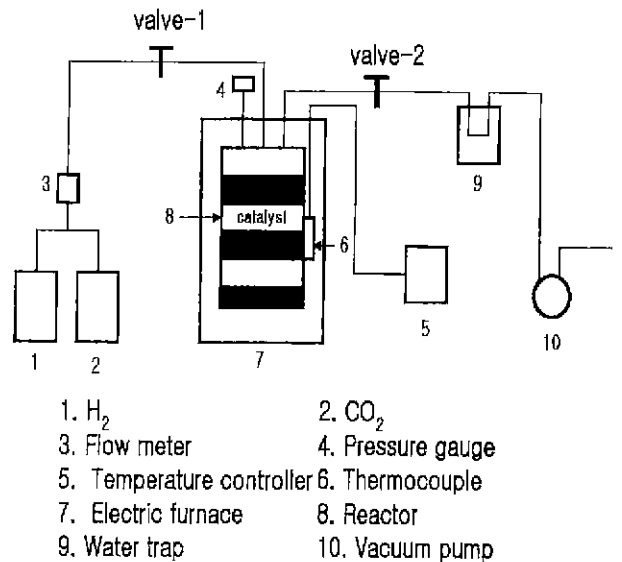 valve-1
valve-2
4
3
9
8
catalyst
6
1
2
7
5
10
1. H₂ 2. CO₂
3. Flow meter 4. Pressure gauge
5. Temperature controller 6. Thermocouple
7. Electric furnace 8. Reactor
9. Water trap 10. Vacuum pump